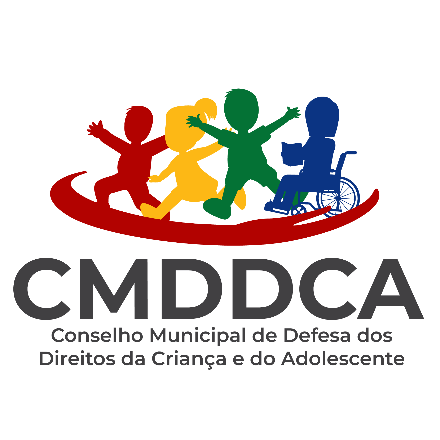 CMDDCA
Conselho Municipal de Defesa dos
Direitos da Criança e do Adolescente